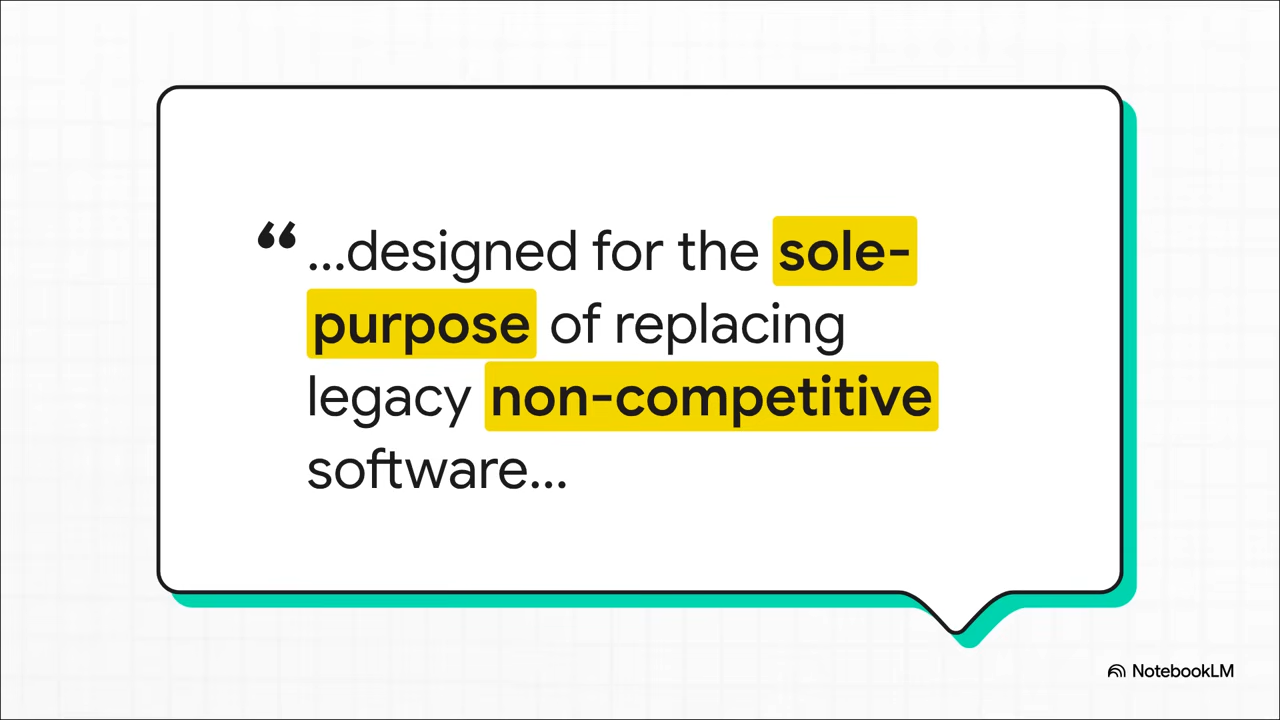 “ ...designed for the sole-
purpose of replacing
legacy non-competitive
software...
NotebookLM